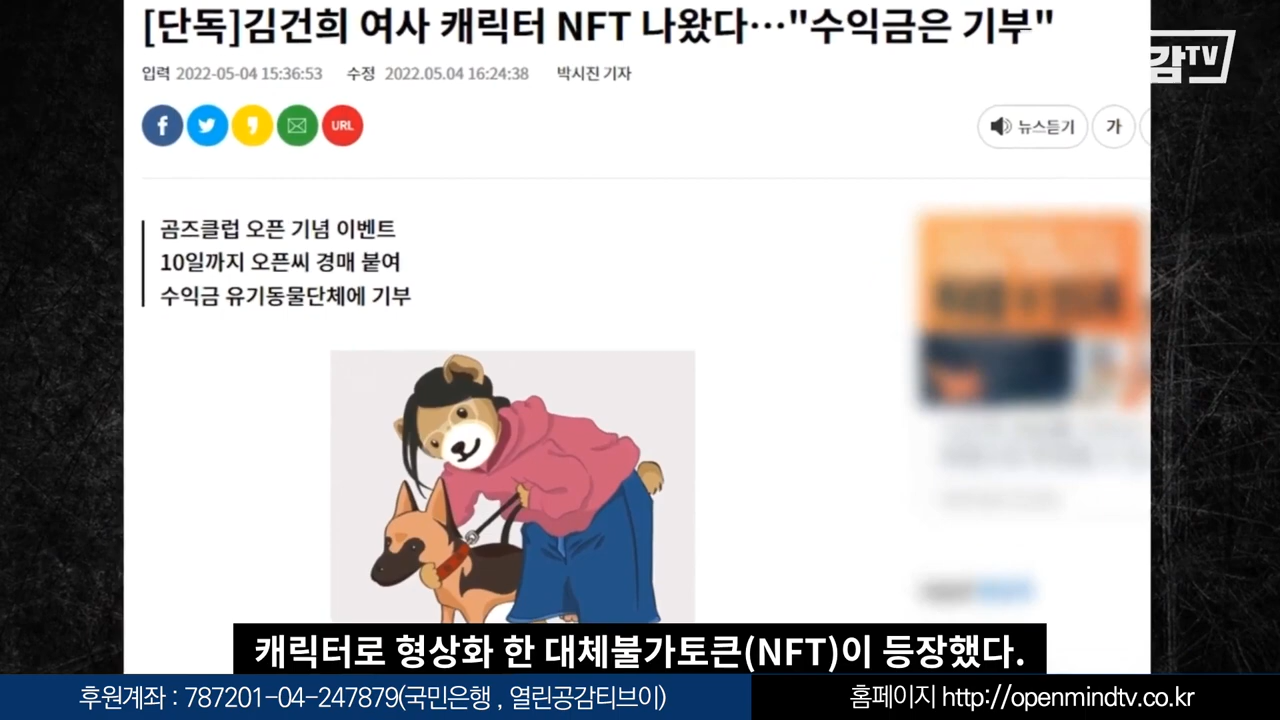 [단독]김건희 여사 캐릭터 NFT 나왔다…"수익금은 기부"
감TV
입력 2022-05-04 15:36:53 수정 2022.05.04 16:24:38 박시진 기자
URL
뉴스듣기
가
곰즈클럽 오픈 기념 이벤트
10일까지 오픈씨 경매 붙여
수익금 유기동물단체에 기부
캐릭터로 형상화 한 대체불가토큰(NFT)이 등장했다.
후원계좌 : 787201-04-247879(국민은행 , 열린공감티브이)
홈페이지 http://openmindtv.co.kr